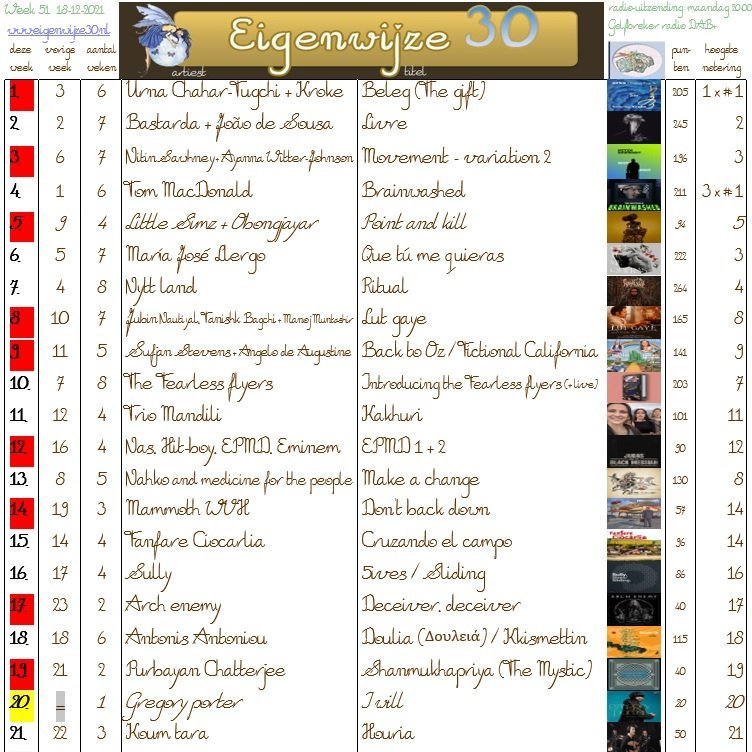 Week 51 18-12-2021
www.eigenwijze30.nl
Eigenwijze 30
radio-uitzending: maandag 20.00
Gelforeker radio DAB+
deze week vorige week aantal weken artiest titel punten hoogste notering
1. 3 6 Urna Chahar-Tugchi + Kroke Beleg (The gift) 205 1 x # 1
2. 2 7 Bastarda + João de Sousa Livre 245 2
3. 6 7 Nitin Sawhney + Ayanna Witter-Johnson Movement - variation 2 196 3
4. 1 6 Tom MacDonald Brainwashed 211 3 x # 1
5. 9 4 Little Simz + Obongjayar Point and kill 94 5
6. 5 7 María José Llergo Que tú me quieras 222 3
7. 4 8 Nytt land Ritual 264 4
8. 10 7 Jubin Nautiyal, Tanishk Bagchi + Manoj Muntashir Lut gaye 165 8
9. 11 5 Sufjan Stevens + Angelo de Augustine Back to Oz / Fictional California 141 9
10. 7 8 The Fearless flyers Introducing the Fearless flyers (+ live) 203 7
11. 12 4 Trio Mandili Kakhuri 101 11
12. 16 4 Nas, Hit-boy, EPMD, Eminem EPMD 1 + 2 90 12
13. 8 5 Nahko and medicine for the people Make a change 130 8
14. 19 3 Mammoth WVH Don't back down 57 14
15. 14 4 Fanfare Ciocarlia Cruzando el campo 96 14
16. 17 4 Sully 5ives / Sliding 86 16
17. 23 2 Arch enemy Deceiver, deceiver 40 17
18. 18 6 Antonis Antoniou Doulia (Δουλειά) / Kkismettin 115 18
19. 21 2 Purbayan Chatterjee Shanmukhapriya (The Mystic) 40 19
20. = 1 Gregory porter I will 20 20
21. 22 3 Koum tara Houria 50 21